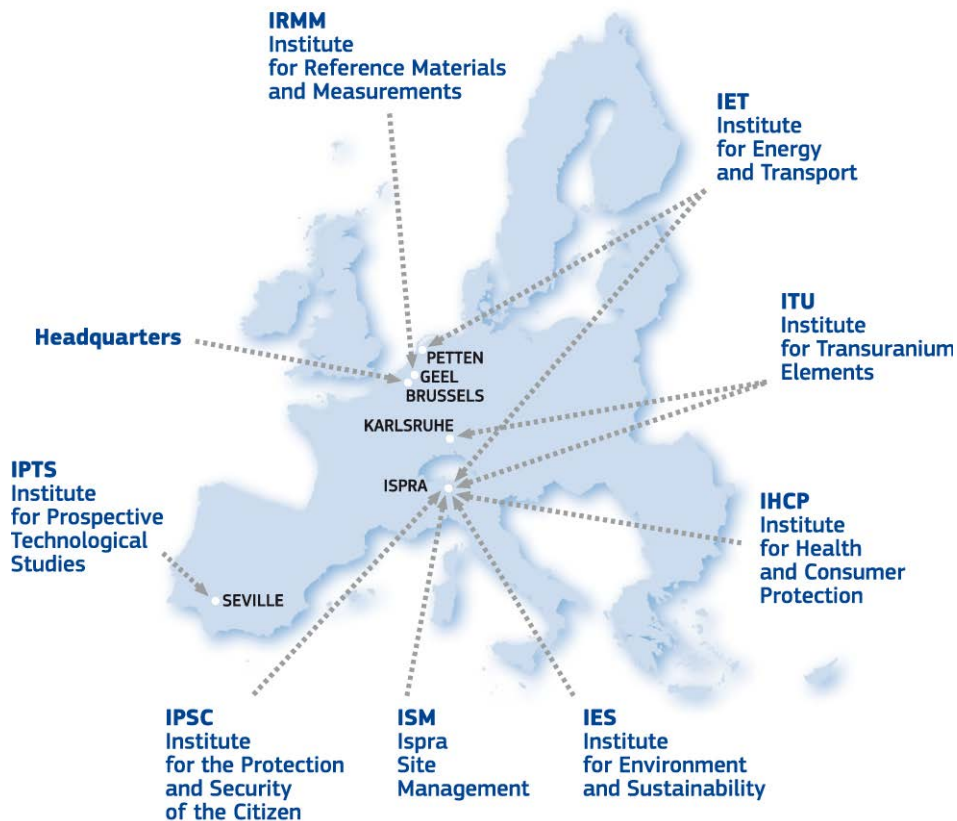 IRMM
Institute
for Reference Materials
and Measurements
IET
Institute
for Energy
and Transport
ITU
Institute
for Transuranium
Elements
Headquarters
PETTEN
GEEL
BRUSSELS
KARLSRUHE
IPTS
Institute
for Prospective
Technological
Studies
ISPRA
IHCP
Institute
for Health
and Consumer
Protection
SEVILLE
IPSC
Institute
for the Protection
and Security
of the Citizen
ISM
Ispra
Site
Management
IES
Institute
for Environment
and Sustainability